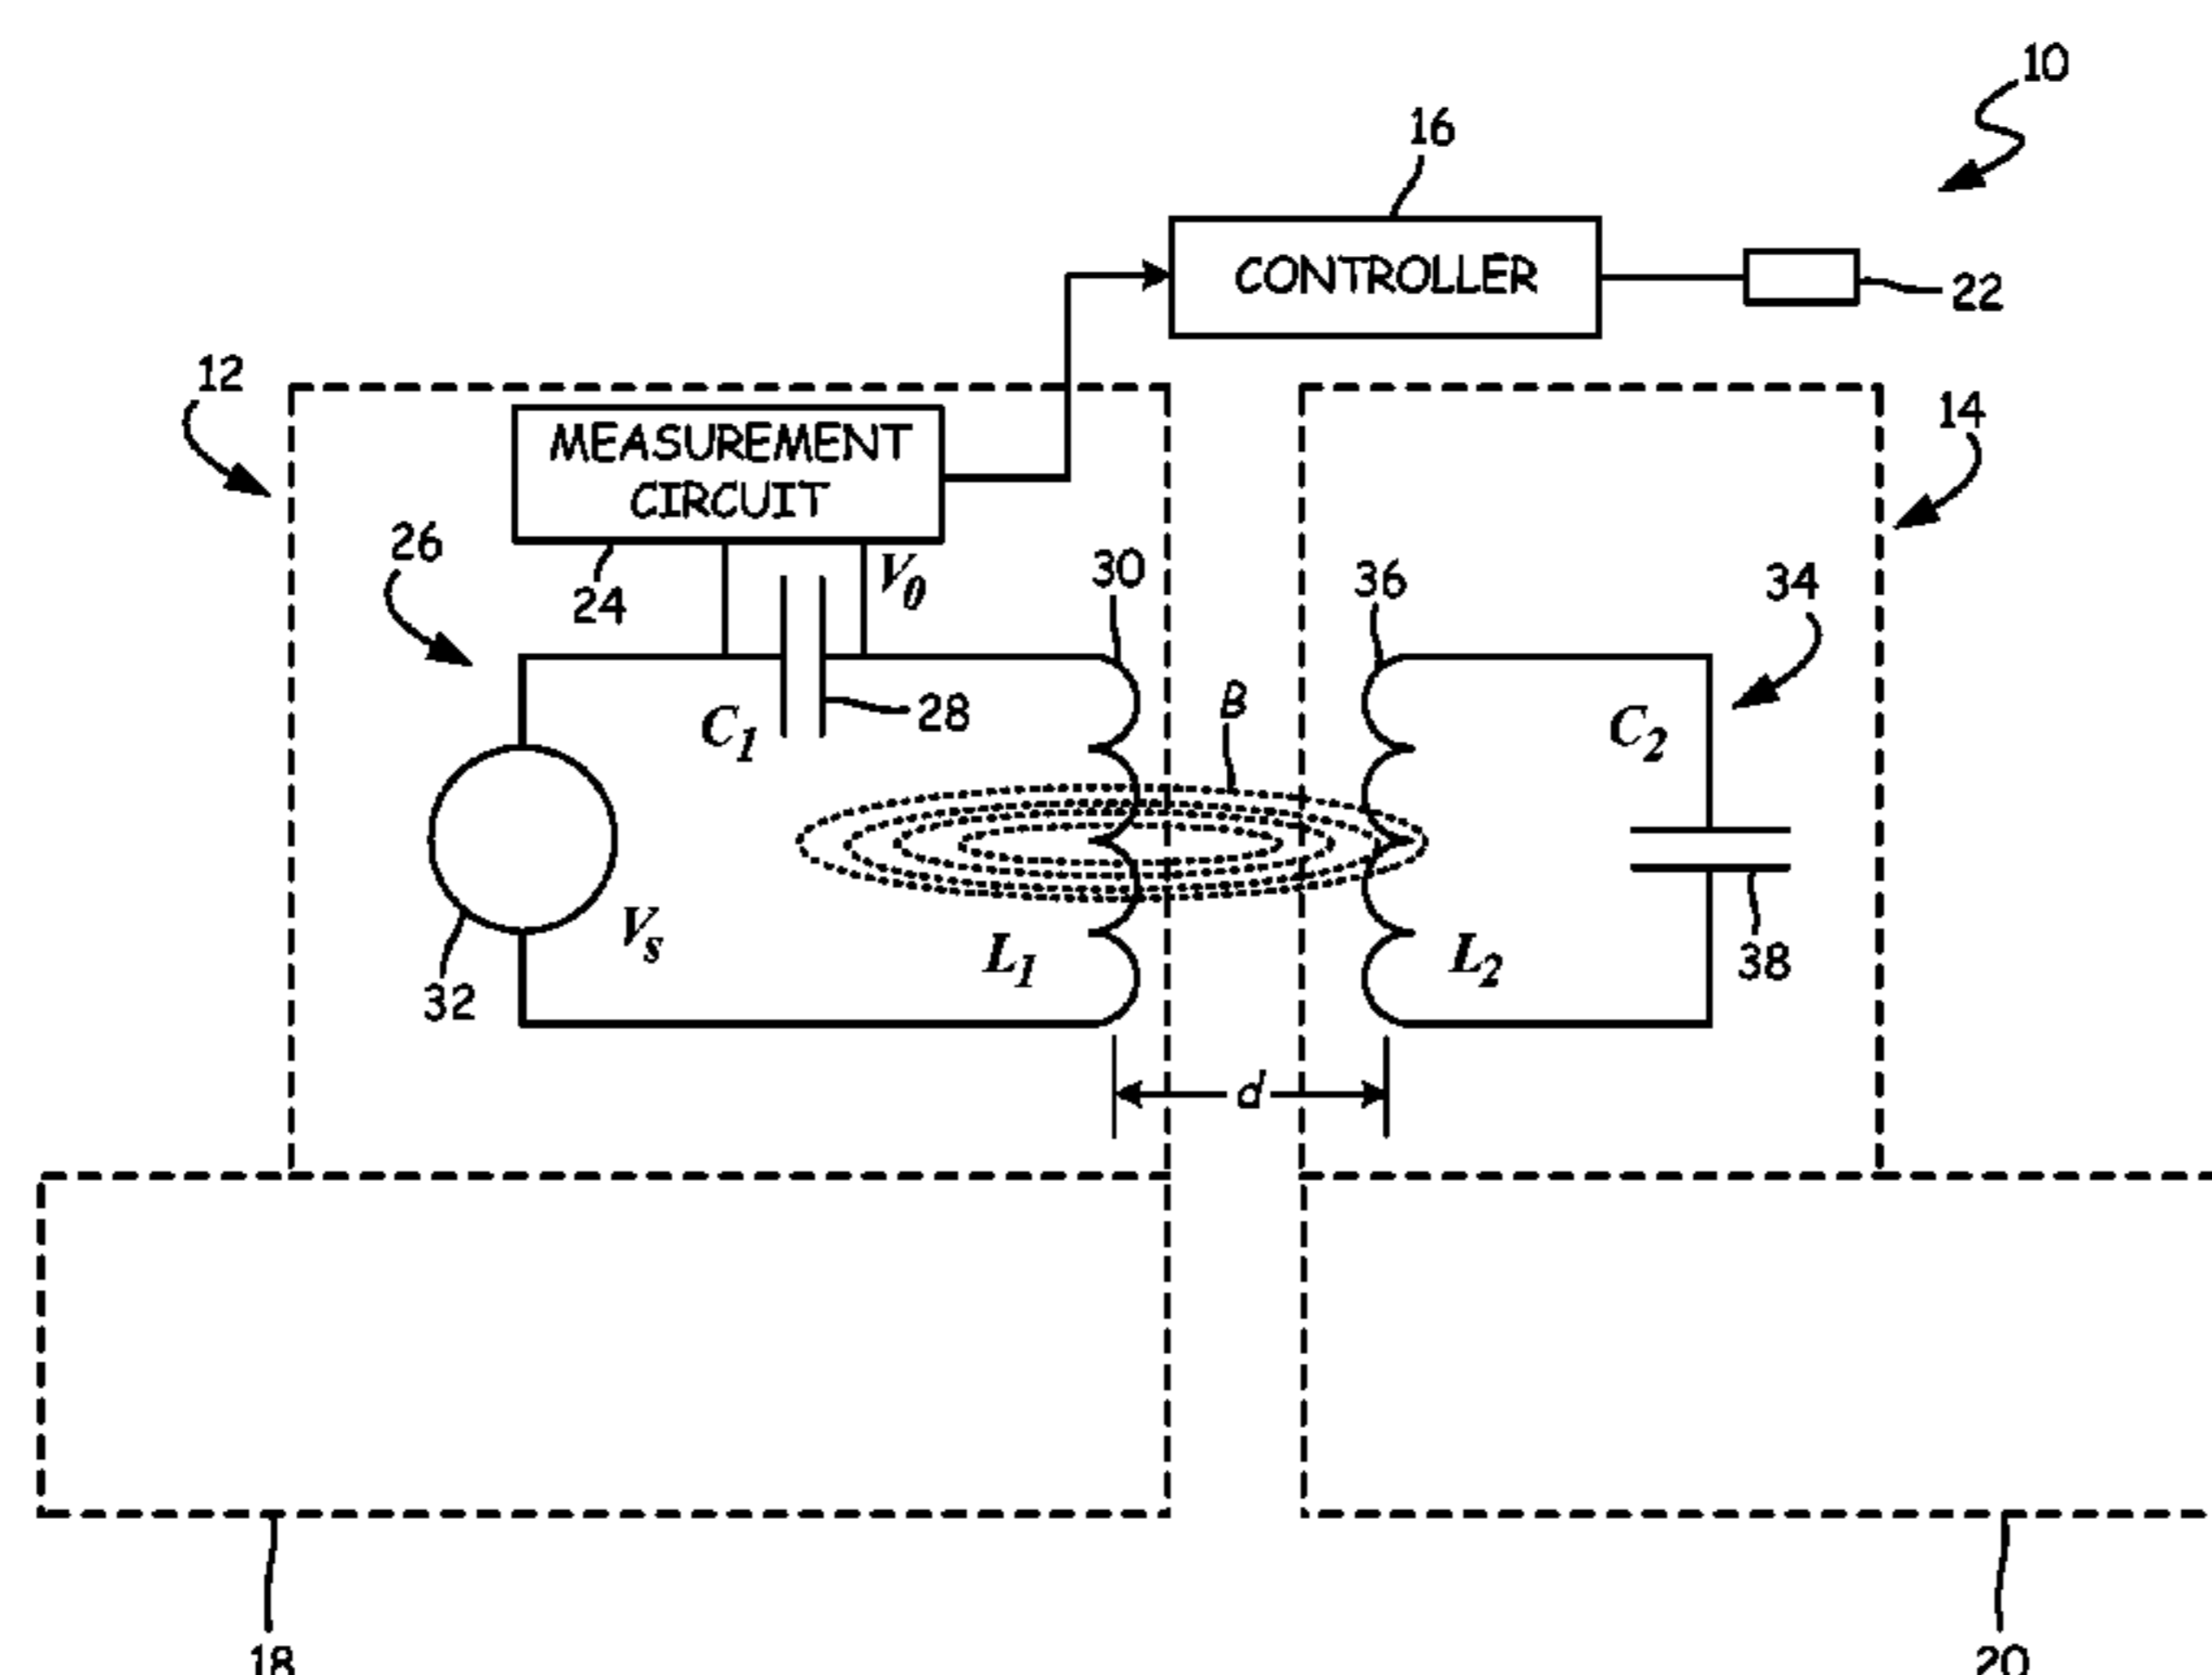 10
16
CONTROLLER
22
12
14
MEASUREMENT
CIRCUIT
26
24
V0
30
36
34
C1
28
B
C2
32
Vs
L1
L2
38
d
18
20